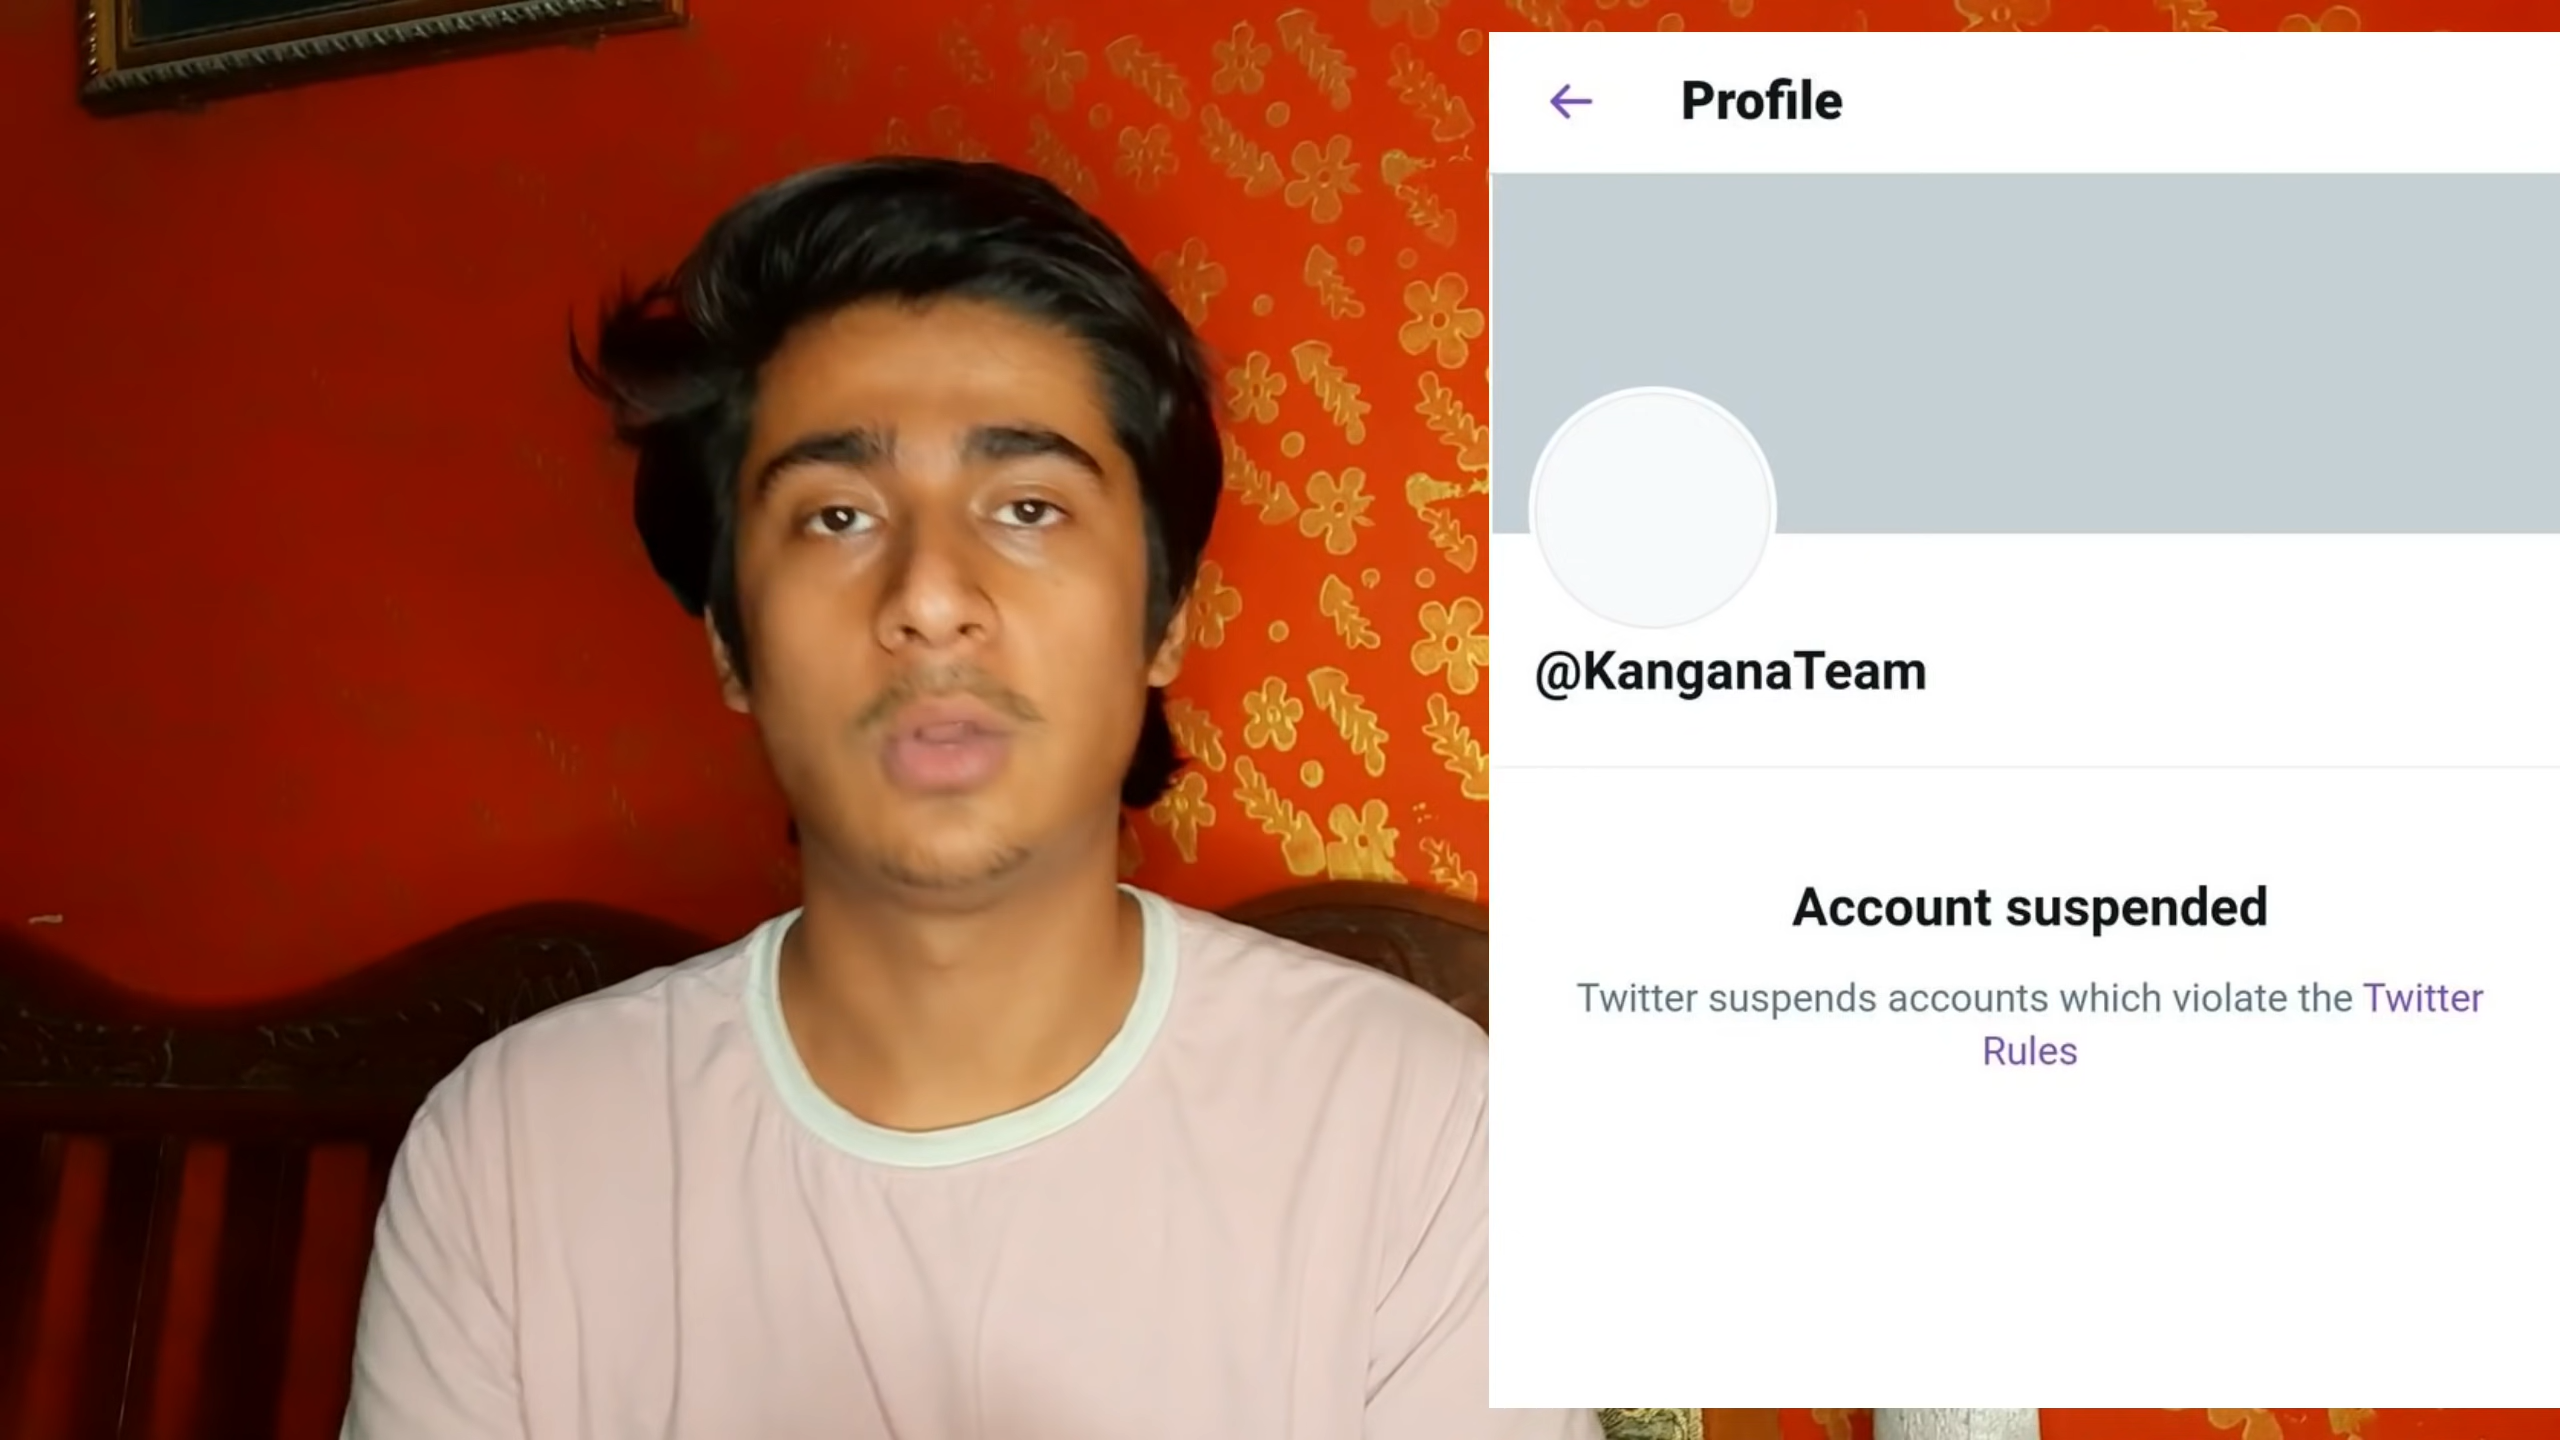 Profile
@KanganaTeam
Account suspended
Twitter suspends accounts which violate the Twitter
Rules